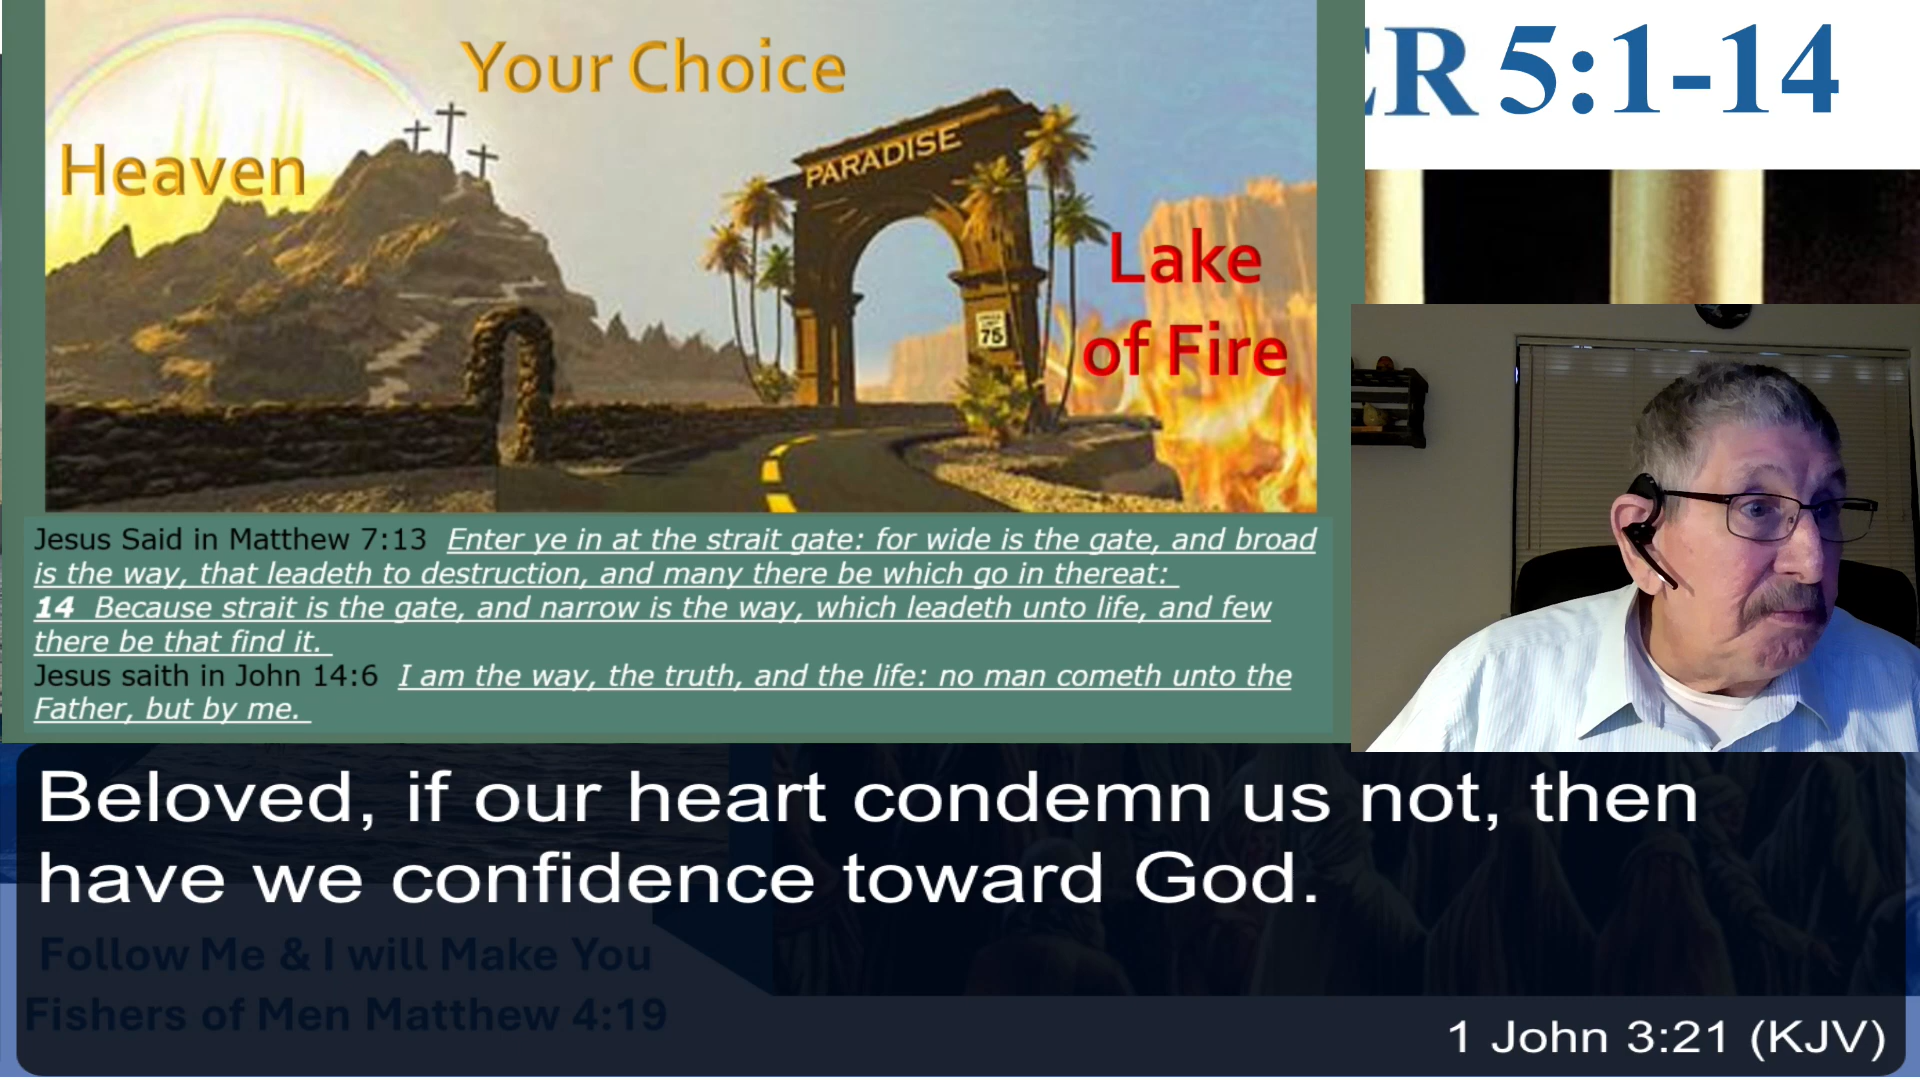 Your Choice
Heaven
PARADISE
Lake
of Fire
75
ER 5:1-14
Jesus Said in Matthew 7:13 Enter ye in at the strait gate: for wide is the gate, and broad
is the way, that leadeth to destruction, and many there be which go in thereat:
14 Because strait is the gate, and narrow is the way, which leadeth unto life, and few
there be that find it.
Jesus saith in John 14:6 I am the way, the truth, and the life: no man cometh unto the
Father, but by me.
Beloved, if our heart condemn us not, then
have we confidence toward God.
Follow Me & I will Make You
Fishers of Men Matthew 4:19
1 John 3:21 (KJV)